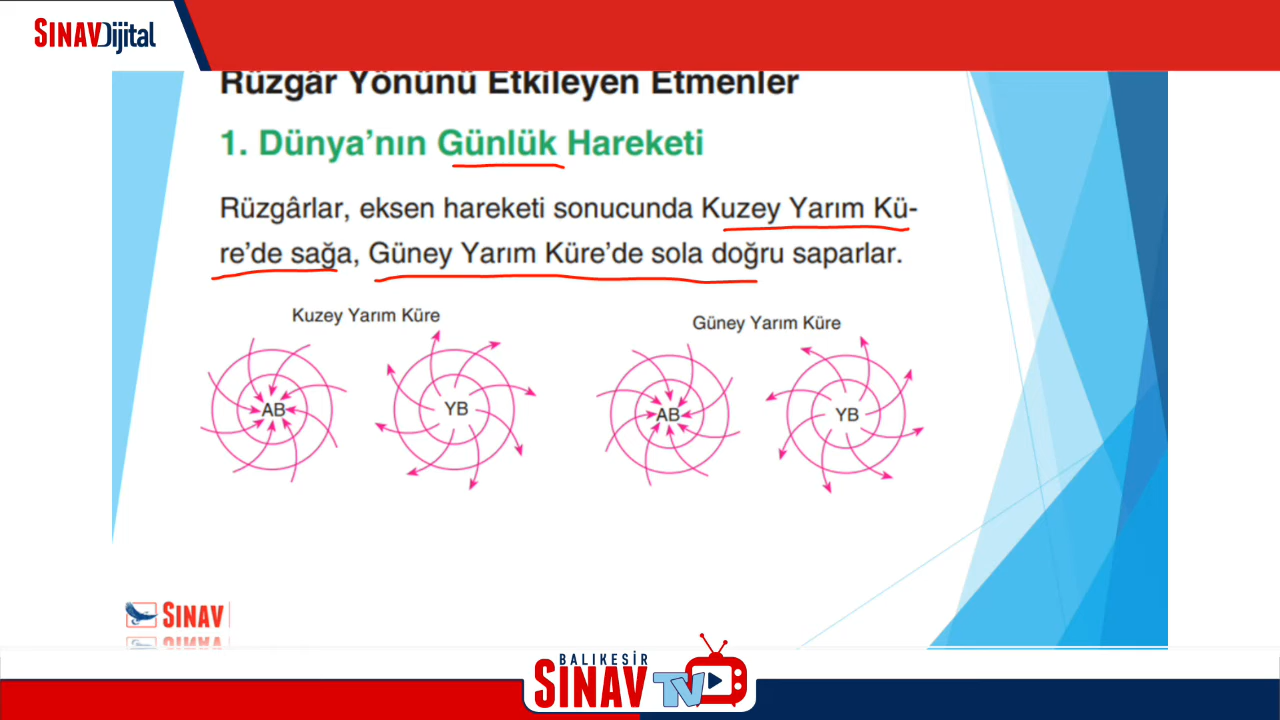 SINAVDijital
Rüzgâr Yönünü Etkileyen Etmenler
1. Dünya'nın Günlük Hareketi
Rüzgârlar, eksen hareketi sonucunda Kuzey Yarım Kü-
re'de sağa, Güney Yarım Küre'de sola doğru saparlar.
Kuzey Yarım Küre
Güney Yarım Küre
AB
YB
AB
YB
SINAV
BALIKESİR
SINAV TV